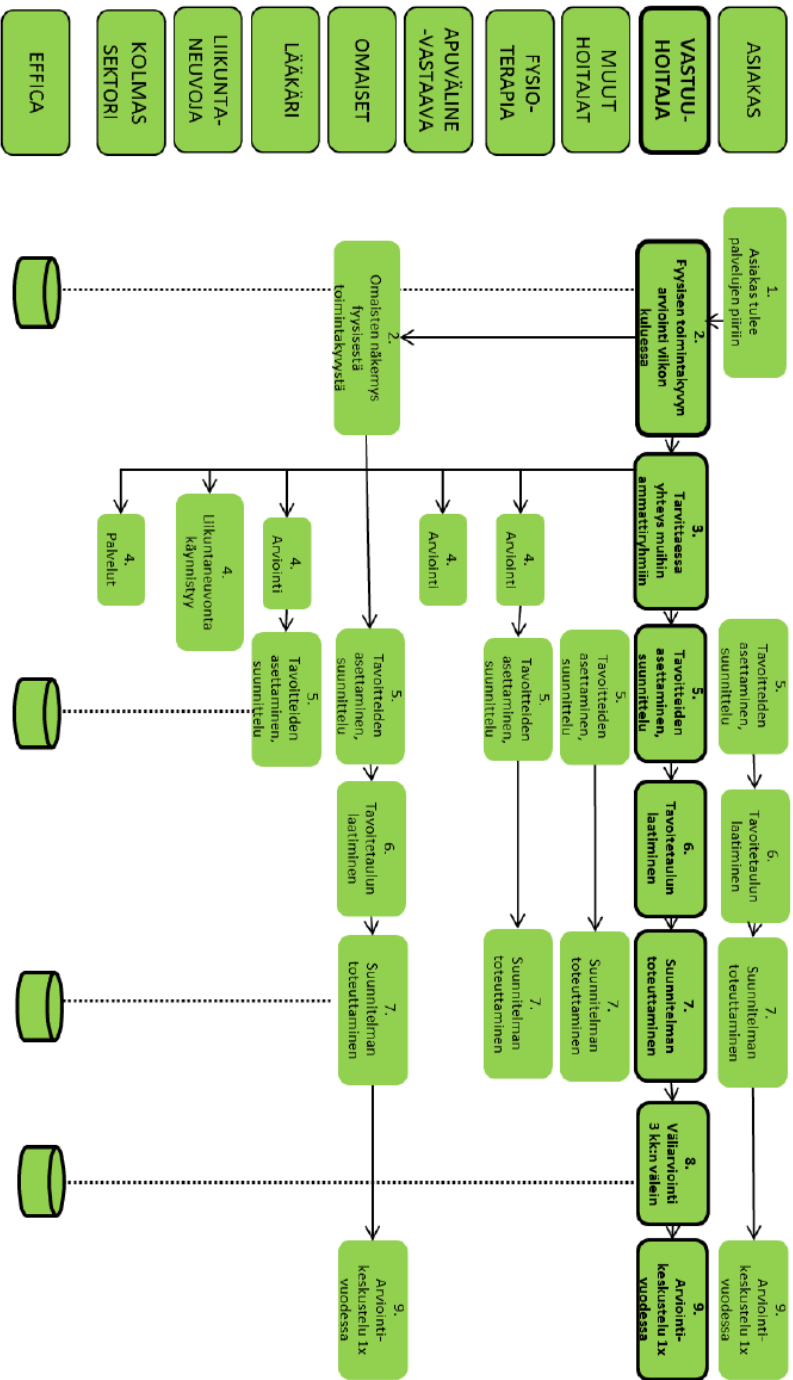 ASIAKAS
VASTUU-
HOITAJA
MUUT
HOITAJAT
FYSIO-
TERAPIA
APUVÄLINE
-VASTAAVA
OMAISET
LÄÄKÄRI
LIIKUNTA-
NEUVOJA
KOLMAS
SEKTORI
EFFICA
1.
Asiakas tulee
palvelujen piiriin
2.
Fyysisen toimintakyvyn
arviointi viikon
kuluessa
2.
Omaisten näkemys
fyysisestä
toimintakyvystä
3.
Tarvittaessa
yhteys muihin
ammattiryhmiin
4.
Arviointi
4.
Arviointi
4.
Arviointi
4.
Liikuntaneuvonta
käynnistyy
4.
Palvelut
5.
Tavoitteiden
asettaminen,
suunnittelu
5.
Tavoitteiden
asettaminen,
suunnittelu
5.
Tavoitteiden
asettaminen,
suunnittelu
5.
Tavoitteiden
asettaminen,
suunnittelu
5.
Tavoitteiden
asettaminen,
suunnittelu
5.
Tavoitteiden
asettaminen,
suunnittelu
6.
Tavoitetaulun
laatiminen
6.
Tavoitetaulun
laatiminen
6.
Tavoitetaulun
laatiminen
7.
Suunnitelman
toteuttaminen
7.
Suunnitelman
toteuttaminen
7.
Suunnitelman
toteuttaminen
7.
Suunnitelman
toteuttaminen
7.
Suunnitelman
toteuttaminen
8.
Väliarviointi
3 kk:n välein
9.
Arviointi-
keskustelu 1x
vuodessa
9.
Arviointi-
keskustelu 1x
vuodessa
9.
Arviointi-
keskustelu 1x
vuodessa